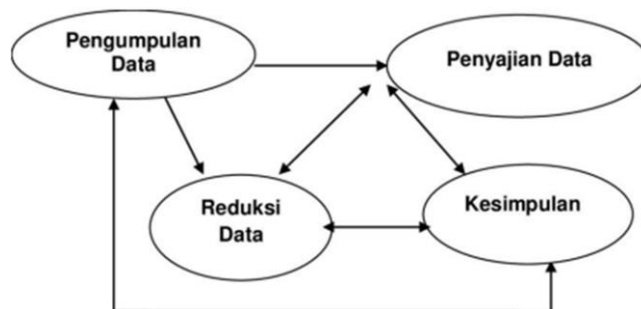 Pengumpulan
Data
Penyajian Data
Reduksi
Data
Kesimpulan